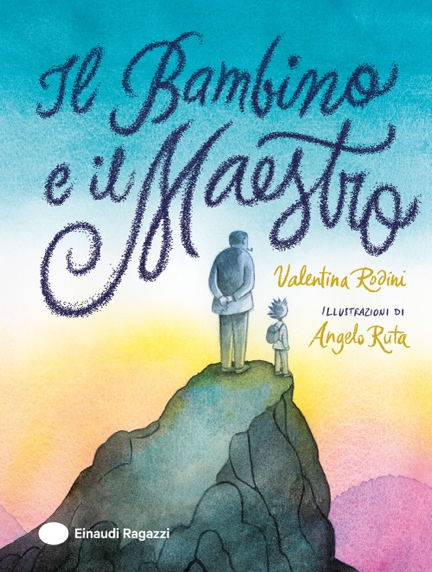 Il Bambino
e il Maestro
Valentina Rodini
ILLUSTRAZIONI DI
Angelo Ruta
Einaudi Ragazzi